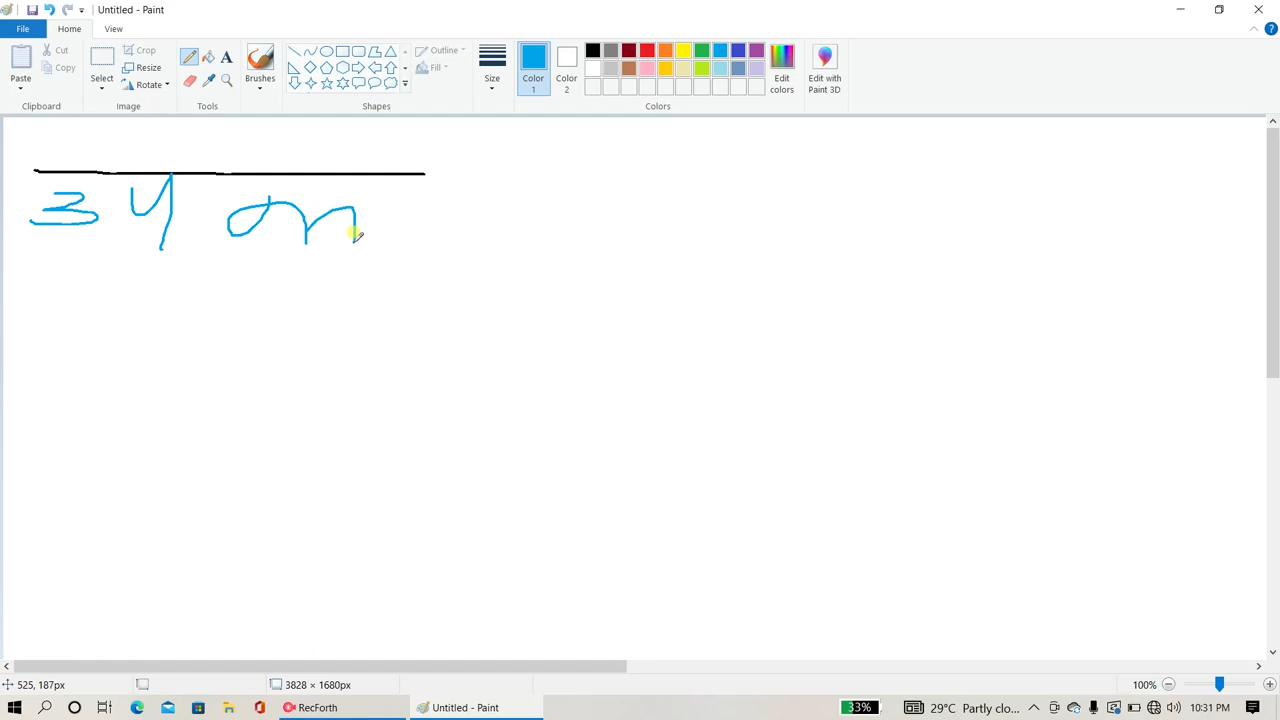 Untitled - Paint
File Home View
Paste Cut Copy Select Crop Resize Rotate Brushes Outline Fill Size Color 1 Color 2 Edit colors Edit with Paint 3D
Clipboard Image Tools Shapes Colors
34
525, 187px 3828 × 1680px 100%
RecForth Untitled - Paint 33% 29°C Partly clo... 10:31 PM